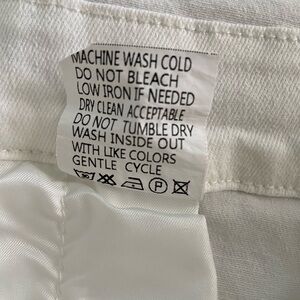 MACHINE WASH COLD
DO NOT BLEACH
LOW IRON IF NEEDED
DRY CLEAN ACCEPTABLE
DO NOT TUMBLE DRY
WASH INSIDE OUT
WITH LIKE COLORS
GENTLE CYCLE
P